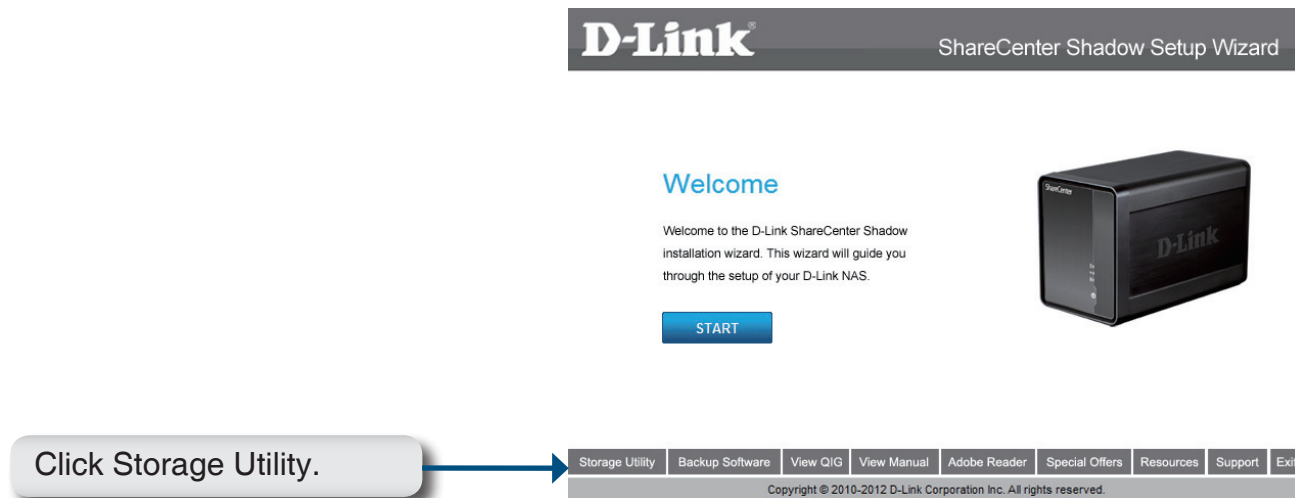 D-Link®
ShareCenter Shadow Setup Wizard
Welcome
Welcome to the D-Link ShareCenter Shadow
installation wizard. This wizard will guide you
through the setup of your D-Link NAS.
START
ShareCenter
D-Link
Click Storage Utility.
Storage Utility Backup Software View QIG View Manual Adobe Reader Special Offers Resources Support Exit
Copyright © 2010-2012 D-Link Corporation Inc. All rights reserved.